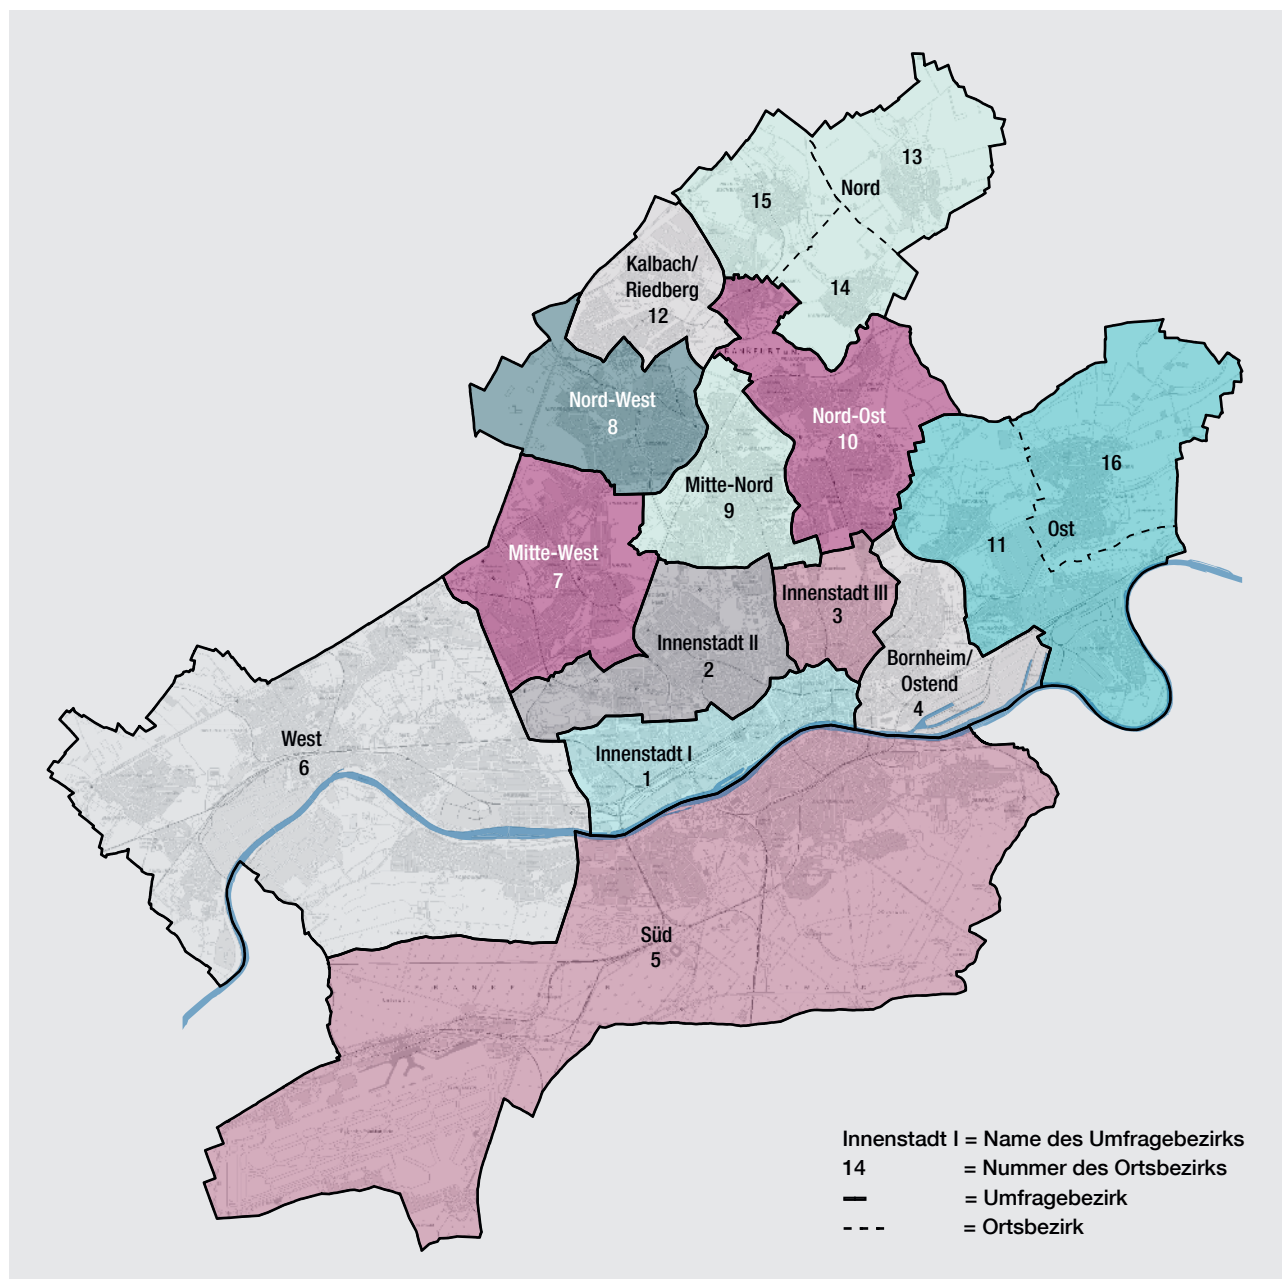 13
Nord
15
Kalbach/
Riedberg
12
14
Nord-West
8
Nord-Ost
10
16
Mitte-Nord
9
Ost
11
Mitte-West
7
Innenstadt III
3
Innenstadt II
2
Bornheim/
Ostend
4
West
6
Innenstadt I
1
Süd
5
Innenstadt I = Name des Umfragebezirks
14 = Nummer des Ortsbezirks
= Umfragebezirk
= Ortsbezirk